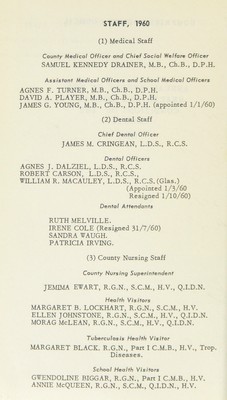 STAFF, 1960
(1) Medical Staff
County Medical Officer and Chief Social Welfare Officer
SAMUEL KENNEDY DRAINER, M.B., Ch.B., D.P.H.
Assistant Medical Officers and School Medical Officers
AGNES F. TURNER, M.B., Ch.B., D.P.H.
DAVID A. PLAYER, M.B., Ch.B., D.P.H.
JAMES G. YOUNG, M.B., Ch.B., D.P.H. (appointed 1/1/60)
(2) Dental Staff
Chief Dental Officer
JAMES M. CRINGEAN, L.D.S., R.C.S.
Dental Officers
AGNES J. DALZIEL, L.D.S., R.C.S.
ROBERT CARSON, L.D.S., R.C.S.,
WILLIAM R. MACAULEY, L.D.S., R.C.S. (Glas.)
(Appointed 1/3/60
Resigned 1/10/60)
Dental Attendants
RUTH MELVILLE.
IRENE COLE (Resigned 31/7/60)
SANDRA WAUGH.
PATRICIA IRVING.
(3) County Nursing Staff
County Nursing Superintendent
JEMIMA EWART, R.G.N., S.C.M., H.V., Q.I.D.N.
Health Visitors
MARGARET B. LOCKHART, R.G.N., S.C.M., H.V.
ELLEN JOHNSTONE, R.G.N., S.C.M., H.V., Q.I.D.N.
MORAG McLEAN, R.G.N., S.C.M., H.V., Q.I.D.N.
Tuberculosis Health Visitor
MARGARET BLACK, R.G.N., Part I C.M.B., H.V., Trop.
Diseases.
School Health Visitors
GWENDOLINE BIGGAR, R.G.N., Part I C.M.B., H.V.
ANNIE McQUEEN, R.G.N., S.C.M., Q.I.D.N., H.V.